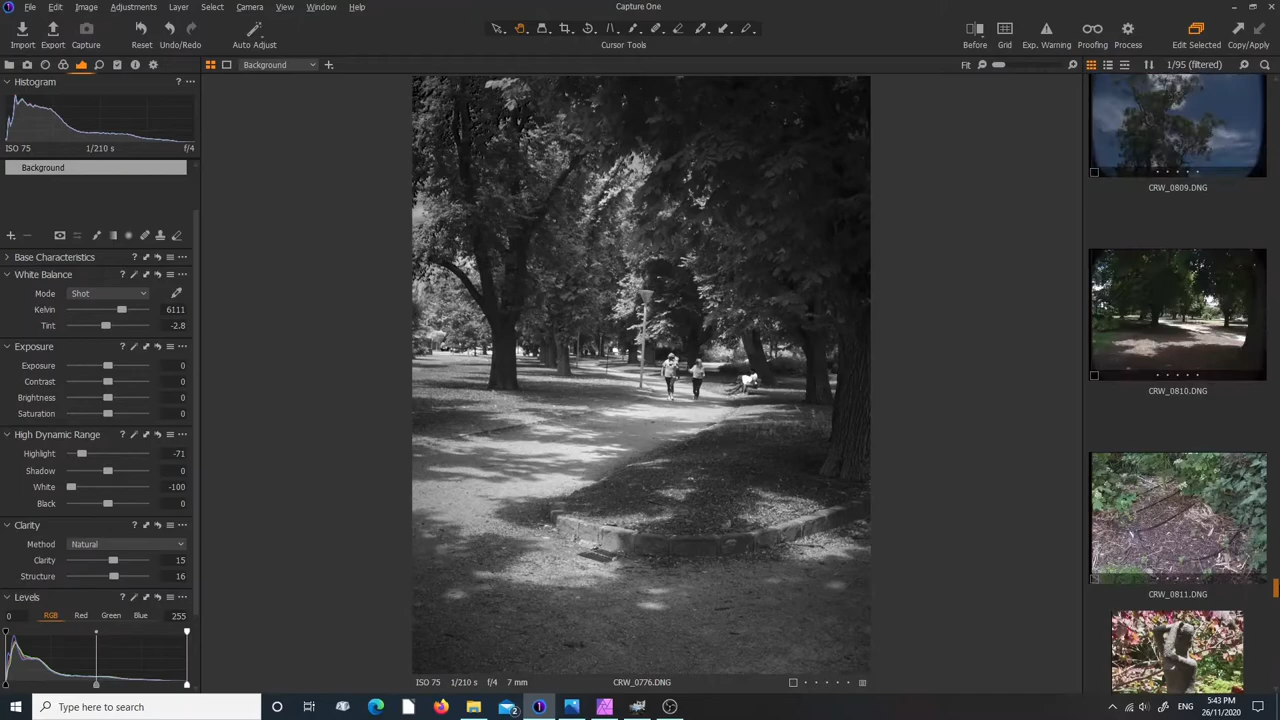 Capture One
File Edit Image Adjustments Layer Select Camera View Window Help
Import Export Capture Reset Undo/Redo Auto Adjust Cursor Tools Before Grid Exp. Warning Proofing Process Edit Selected Copy/Apply
Background Fit 1/95 (filtered)
Histogram ? ...
ISO 75 1/210 s f/4
Background
Base Characteristics ? ...
White Balance ? ...
Mode Shot
Kelvin 6111
Tint -2.8
Exposure ? ...
Exposure 0
Contrast 0
Brightness 0
Saturation 0
High Dynamic Range ? ...
Highlight -71
Shadow 0
White -100
Black 0
Clarity ? ...
Method Natural
Clarity 15
Structure 16
Levels ? ...
0 RGB Red Green Blue 255
ISO 75 1/210 s f/4 7 mm CRW_0776.DNG
CRW_0809.DNG
CRW_0810.DNG
CRW_0811.DNG
Type here to search
2
ENG
5:43 PM
26/11/2020